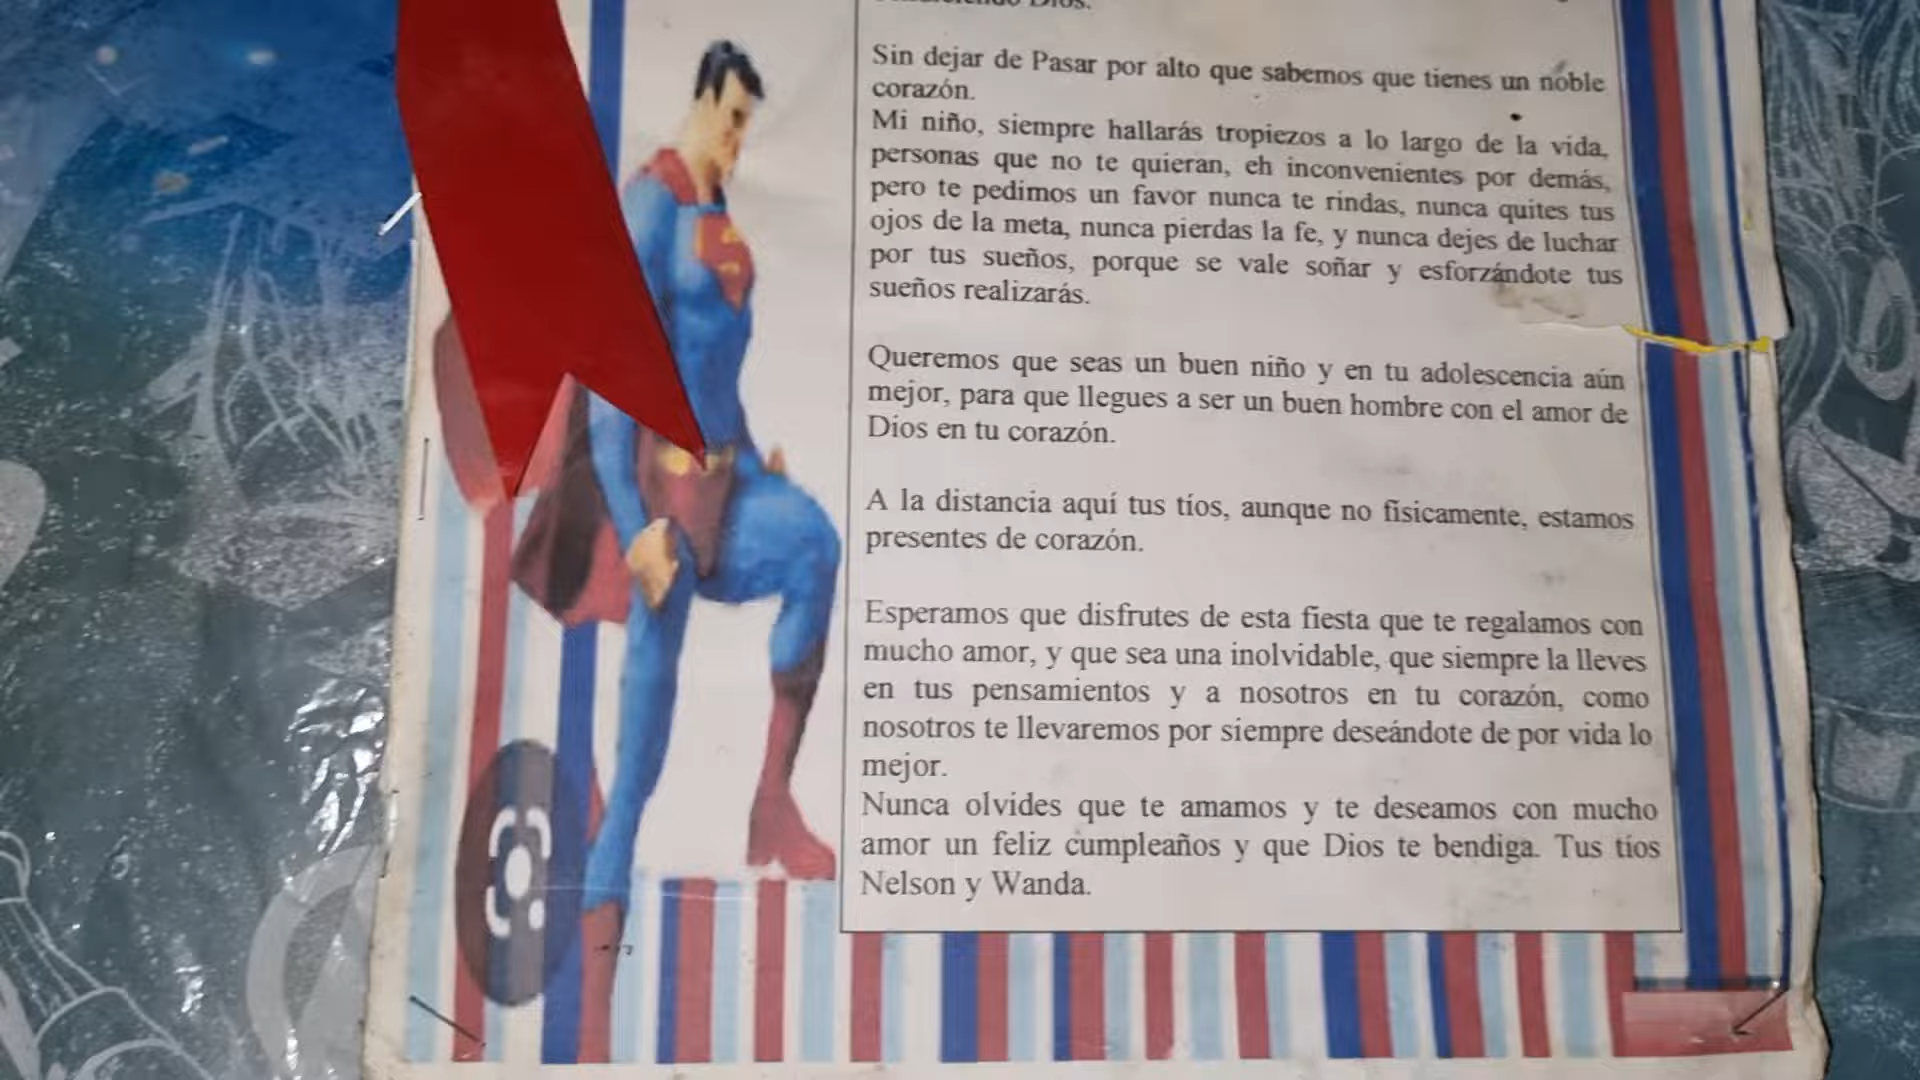 Dios.
Sin dejar de Pasar por alto que sabemos que tienes un noble
corazón.
Mi niño, siempre hallarás tropiezos a lo largo de la vida,
personas que no te quieran, eh inconvenientes por demás,
pero te pedimos un favor nunca te rindas, nunca quites tus
ojos de la meta, nunca pierdas la fe, y nunca dejes de luchar
por tus sueños, porque se vale soñar y esforzándote tus
sueños realizarás.
Queremos que seas un buen niño y en tu adolescencia aún
mejor, para que llegues a ser un buen hombre con el amor de
Dios en tu corazón.
A la distancia aquí tus tíos, aunque no físicamente, estamos
presentes de corazón.
Esperamos que disfrutes de esta fiesta que te regalamos con
mucho amor, y que sea una inolvidable, que siempre la lleves
en tus pensamientos y a nosotros en tu corazón, como
nosotros te llevaremos por siempre deseándote de por vida lo
mejor.
Nunca olvides que te amamos y te deseamos con mucho
amor un feliz cumpleaños y que Dios te bendiga. Tus tíos
Nelson y Wanda.